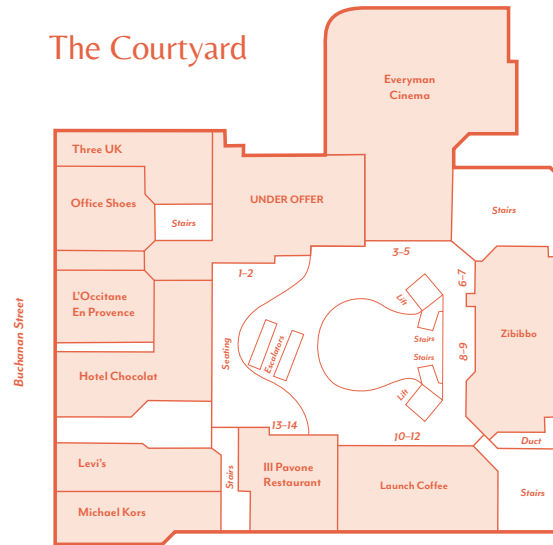 The Courtyard
Everyman
Cinema
Three UK
Office Shoes
Stairs
UNDER OFFER
Stairs
1–2
3–5
6–7
L'Occitane
En Provence
Lift
Stairs
Zibibbo
Buchanan Street
Seating
Escalators
Stairs
8–9
Hotel Chocolat
Lift
13–14
10–12
Duct
Levi's
Stairs
III Pavone
Restaurant
Launch Coffee
Stairs
Michael Kors